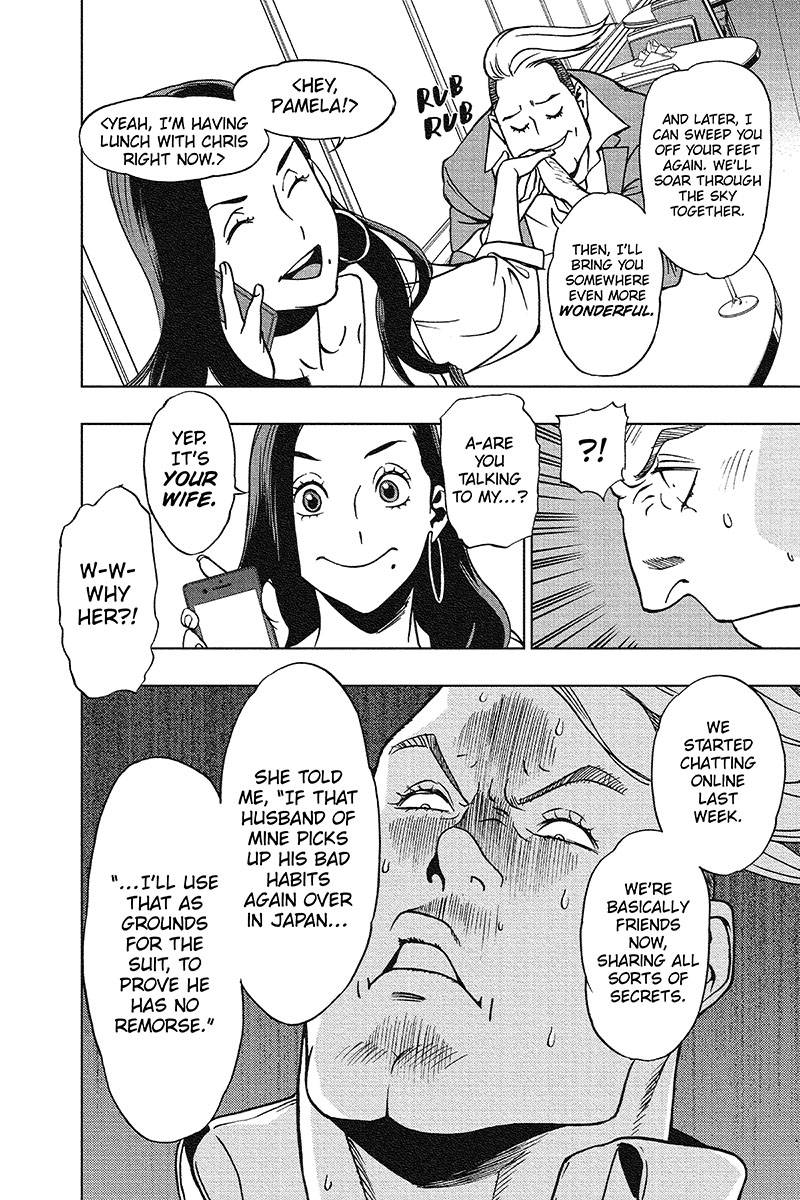 AND LATER, I
CAN SWEEP YOU
OFF YOUR FEET
AGAIN. WE'LL
SOAR THROUGH
THE SKY
TOGETHER.
THEN, I'LL
BRING YOU
SOMEWHERE
EVEN MORE
WONDERFUL.
RUB
RUB
<HEY,
PAMELA!>
<YEAH, I'M HAVING
LUNCH WITH CHRIS
RIGHT NOW.>
?!
A-ARE
YOU
TALKING
TO MY...?
YEP.
IT'S
YOUR
WIFE.
W-W-
WHY
HER?!
WE
STARTED
CHATTING
ONLINE
LAST
WEEK.
WE'RE
BASICALLY
FRIENDS
NOW,
SHARING ALL
SORTS OF
SECRETS.
SHE TOLD
ME, "IF THAT
HUSBAND OF
MINE PICKS
UP HIS BAD
HABITS
AGAIN OVER
IN JAPAN...
"...I'LL USE
THAT AS
GROUNDS
FOR THE
SUIT, TO
PROVE HE
HAS NO
REMORSE."